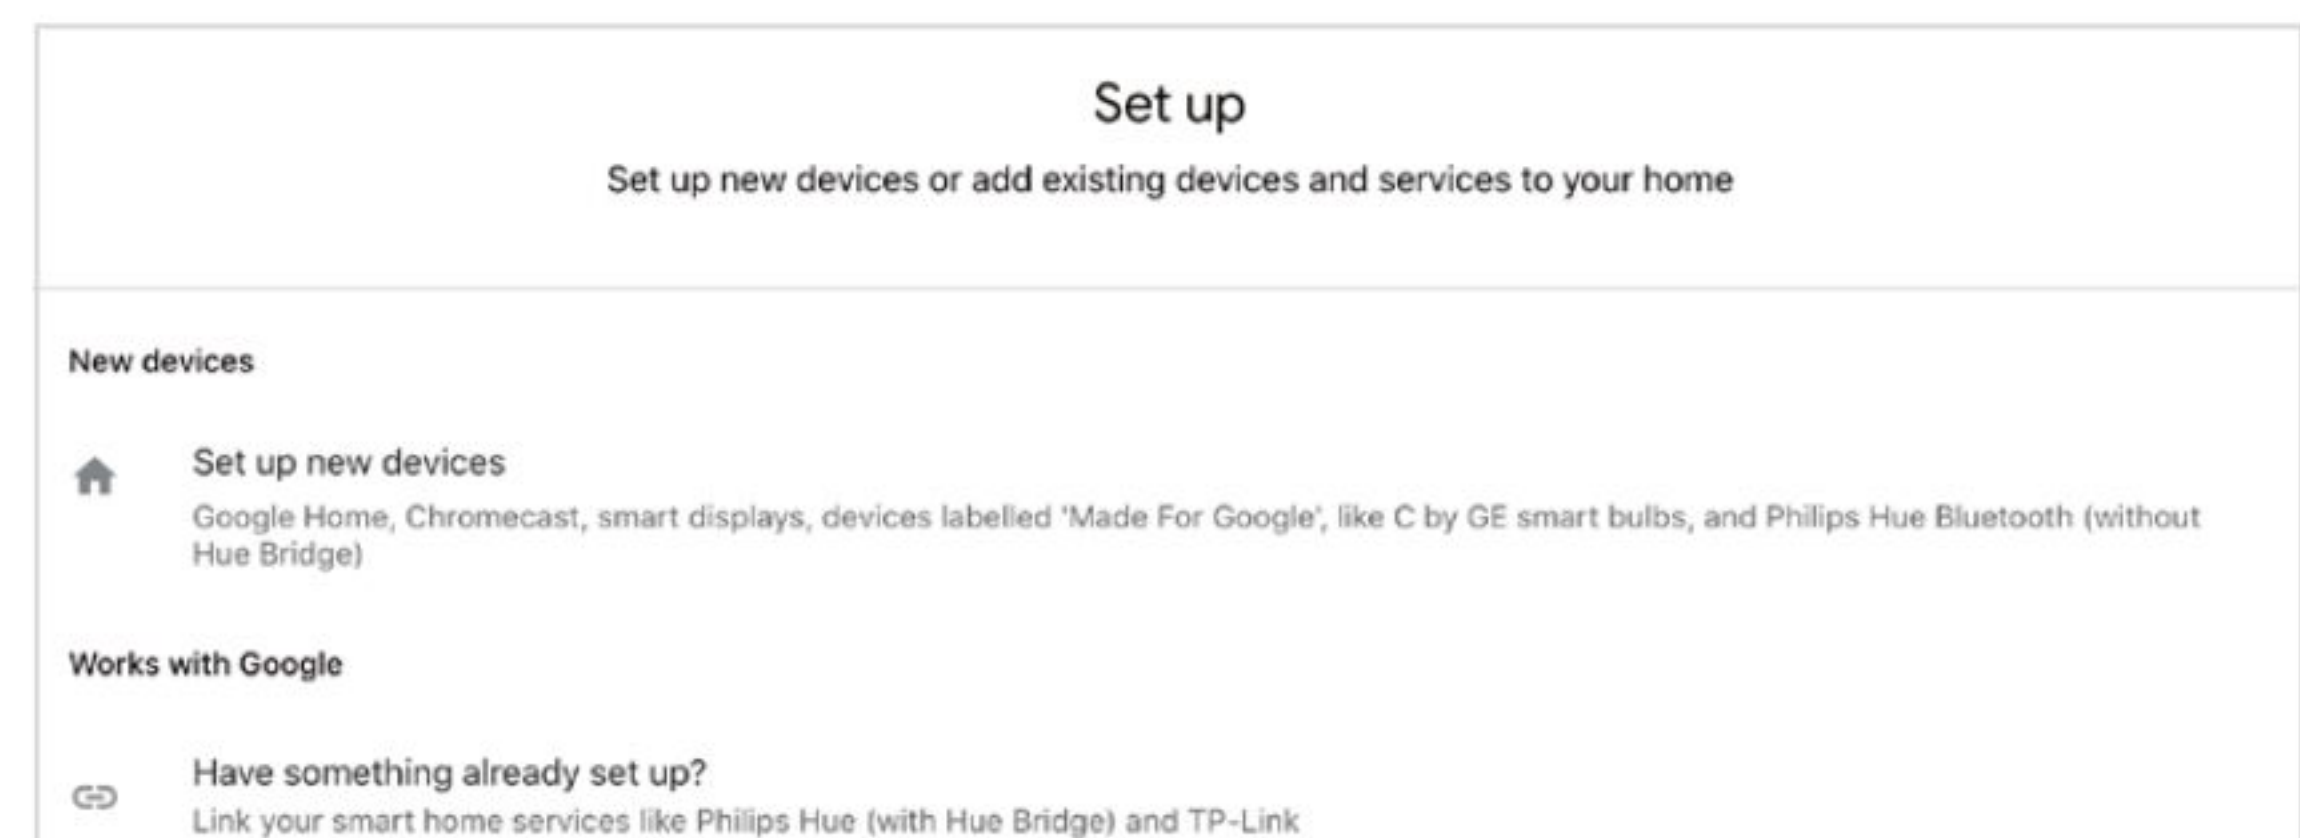 Set up
Set up new devices or add existing devices and services to your home
New devices
Set up new devices
Google Home, Chromecast, smart displays, devices labelled 'Made For Google', like C by GE smart bulbs, and Philips Hue Bluetooth (without
Hue Bridge)
Works with Google
Have something already set up?
Link your smart home services like Philips Hue (with Hue Bridge) and TP-Link